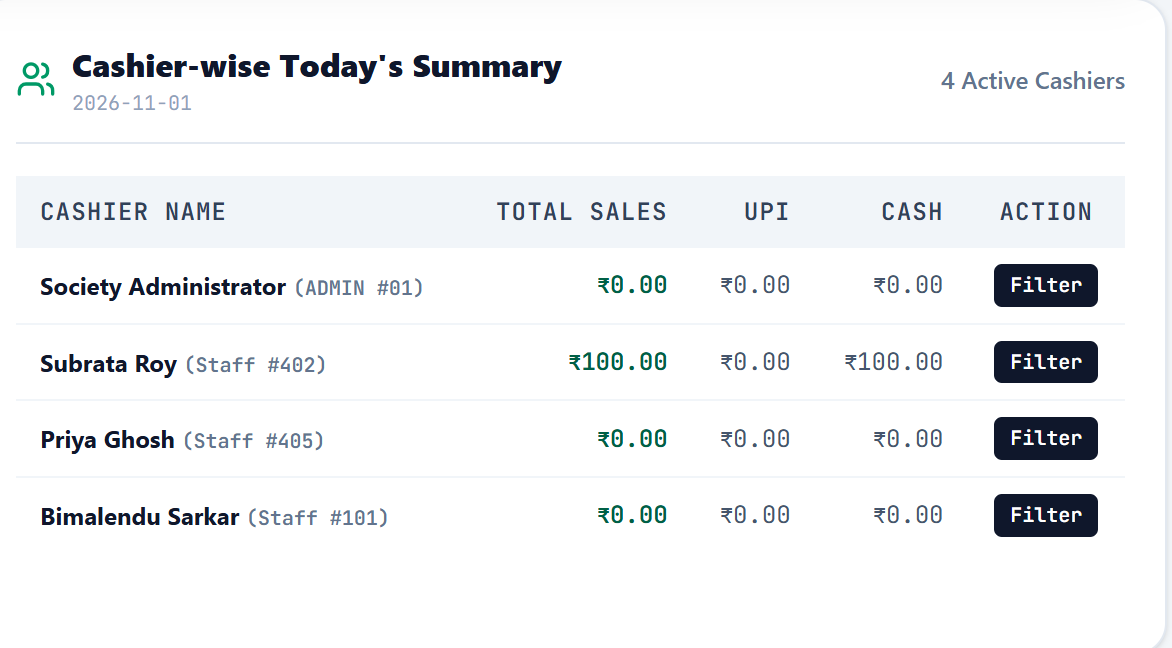 Cashier-wise Today's Summary
2026-11-01
4 Active Cashiers
CASHIER NAME TOTAL SALES UPI CASH ACTION
Society Administrator (ADMIN #01) ₹0.00 ₹0.00 ₹0.00 Filter
Subrata Roy (Staff #402) ₹100.00 ₹0.00 ₹100.00 Filter
Priya Ghosh (Staff #405) ₹0.00 ₹0.00 ₹0.00 Filter
Bimalendu Sarkar (Staff #101) ₹0.00 ₹0.00 ₹0.00 Filter